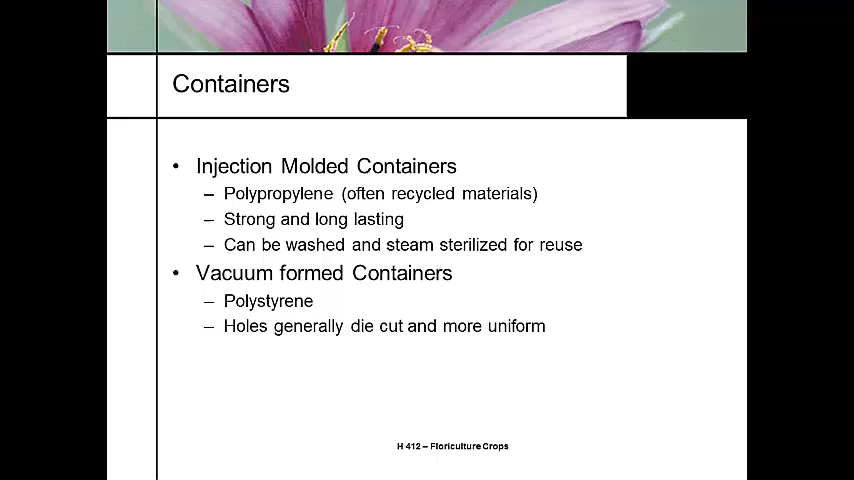 Containers
• Injection Molded Containers
– Polypropylene (often recycled materials)
– Strong and long lasting
– Can be washed and steam sterilized for reuse
• Vacuum formed Containers
– Polystyrene
– Holes generally die cut and more uniform
H 412 – Floriculture Crops